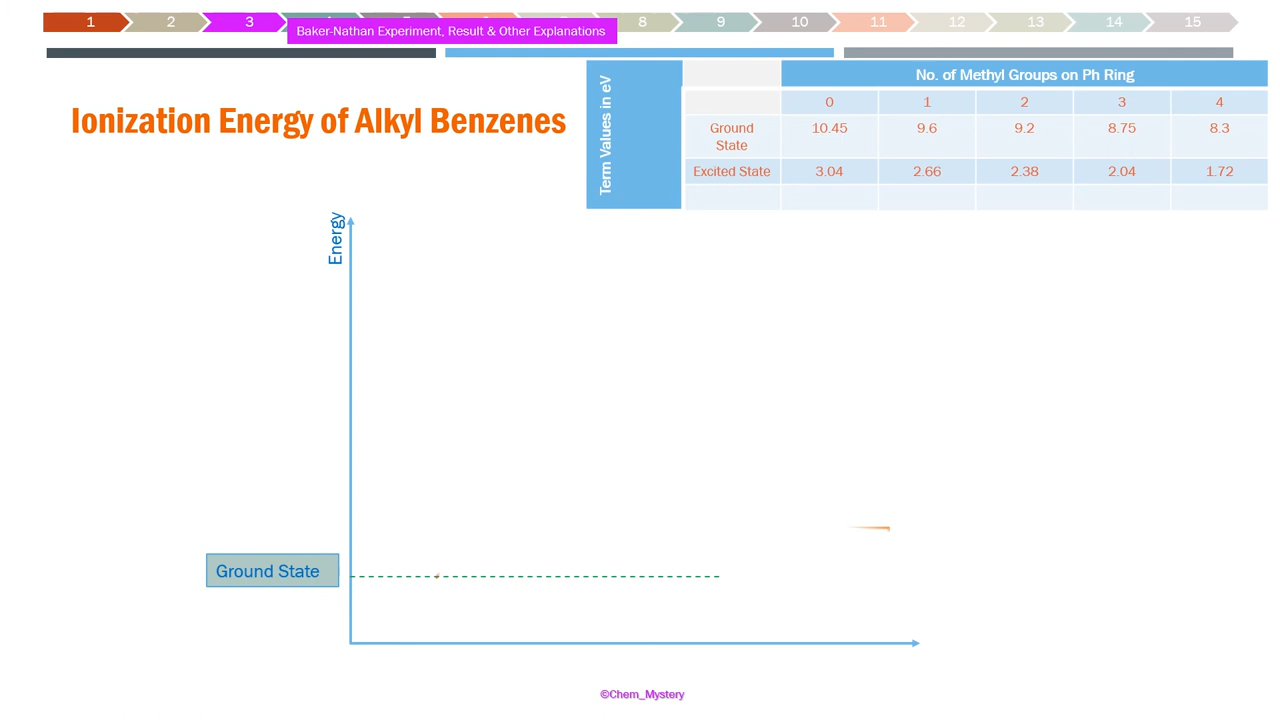 1 2 3 8 9 10 11 12 13 14 15
Baker-Nathan Experiment, Result & Other Explanations
Ionization Energy of Alkyl Benzenes
Term Values in eV
No. of Methyl Groups on Ph Ring
0 1 2 3 4
Ground 10.45 9.6 9.2 8.75 8.3
State
Excited State 3.04 2.66 2.38 2.04 1.72
Energy
Ground State
©Chem_Mystery